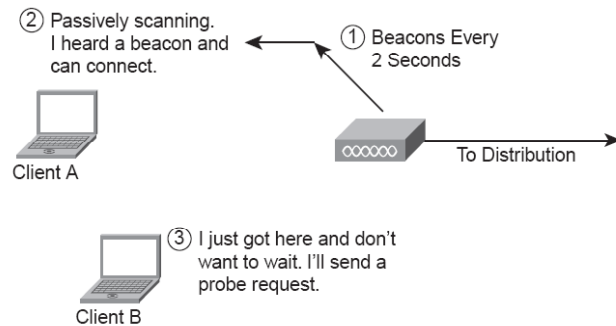 ② Passively scanning.
I heard a beacon and
can connect.
① Beacons Every
2 Seconds
Client A
To Distribution
③ I just got here and don't
want to wait. I'll send a
probe request.
Client B